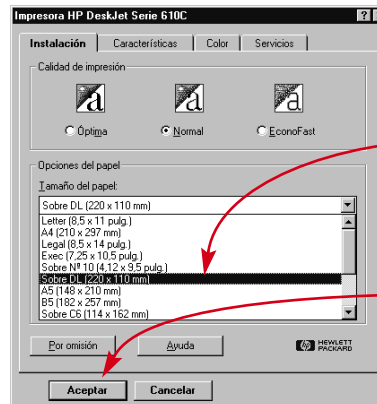 Impresora HP DeskJet Serie 610C
Instalación Características Color Servicios
Calidad de impresión
a a a
Óptima Normal EconoFast
Opciones del papel
Tamaño del papel:
Sobre DL (220 x 110 mm)
Letter (8,5 x 11 pulg.)
A4 (210 x 297 mm)
Legal (8,5 x 14 pulg.)
Exec (7,25 x 10,5 pulg.)
Sobre Nº 10 (4,12 x 9,5 pulg.)
Sobre DL (220 x 110 mm)
A5 (148 x 210 mm)
B5 (182 x 257 mm)
Sobre C6 (114 x 162 mm)
Por omisión Ayuda hp HEWLETT
PACKARD
Aceptar Cancelar